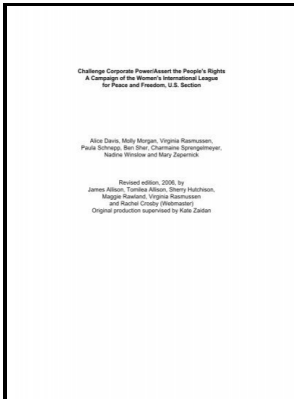 Challenge Corporate Power/Assert the People's Rights
A Campaign of the Women's International League
for Peace and Freedom, U.S. Section
Alice Davis, Molly Morgan, Virginia Rasmussen,
Paula Schnepp, Ben Sher, Charmaine Sprengelmeyer,
Nadine Winslow and Mary Zepernick
Revised edition, 2006, by
James Allison, Tomilea Allison, Sherry Hutchison,
Maggie Rawland, Virginia Rasmussen
and Rachel Crosby (Webmaster)
Original production supervised by Kate Zaidan